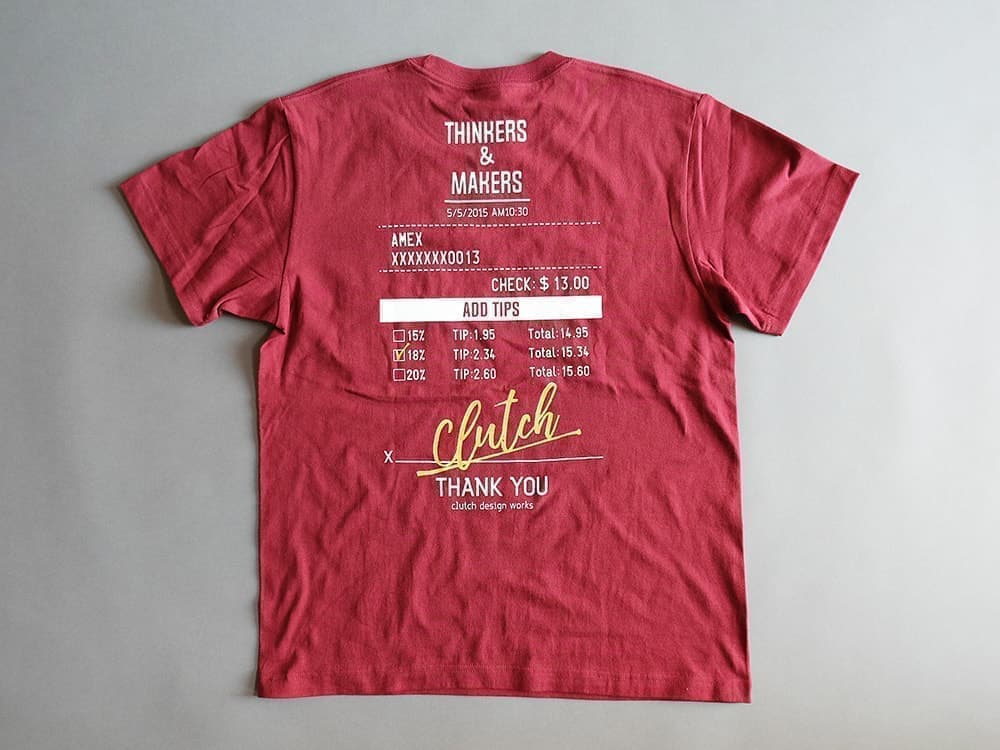 THINKERS
&
MAKERS
5/5/2015 AM10:30
AMEX
XXXXXXX0013
CHECK: $ 13.00
ADD TIPS
15% TIP:1.95 Total:14.95
18% TIP:2.34 Total:15.34
20% TIP:2.60 Total:15.60
Clutch
X
THANK YOU
clutch design works